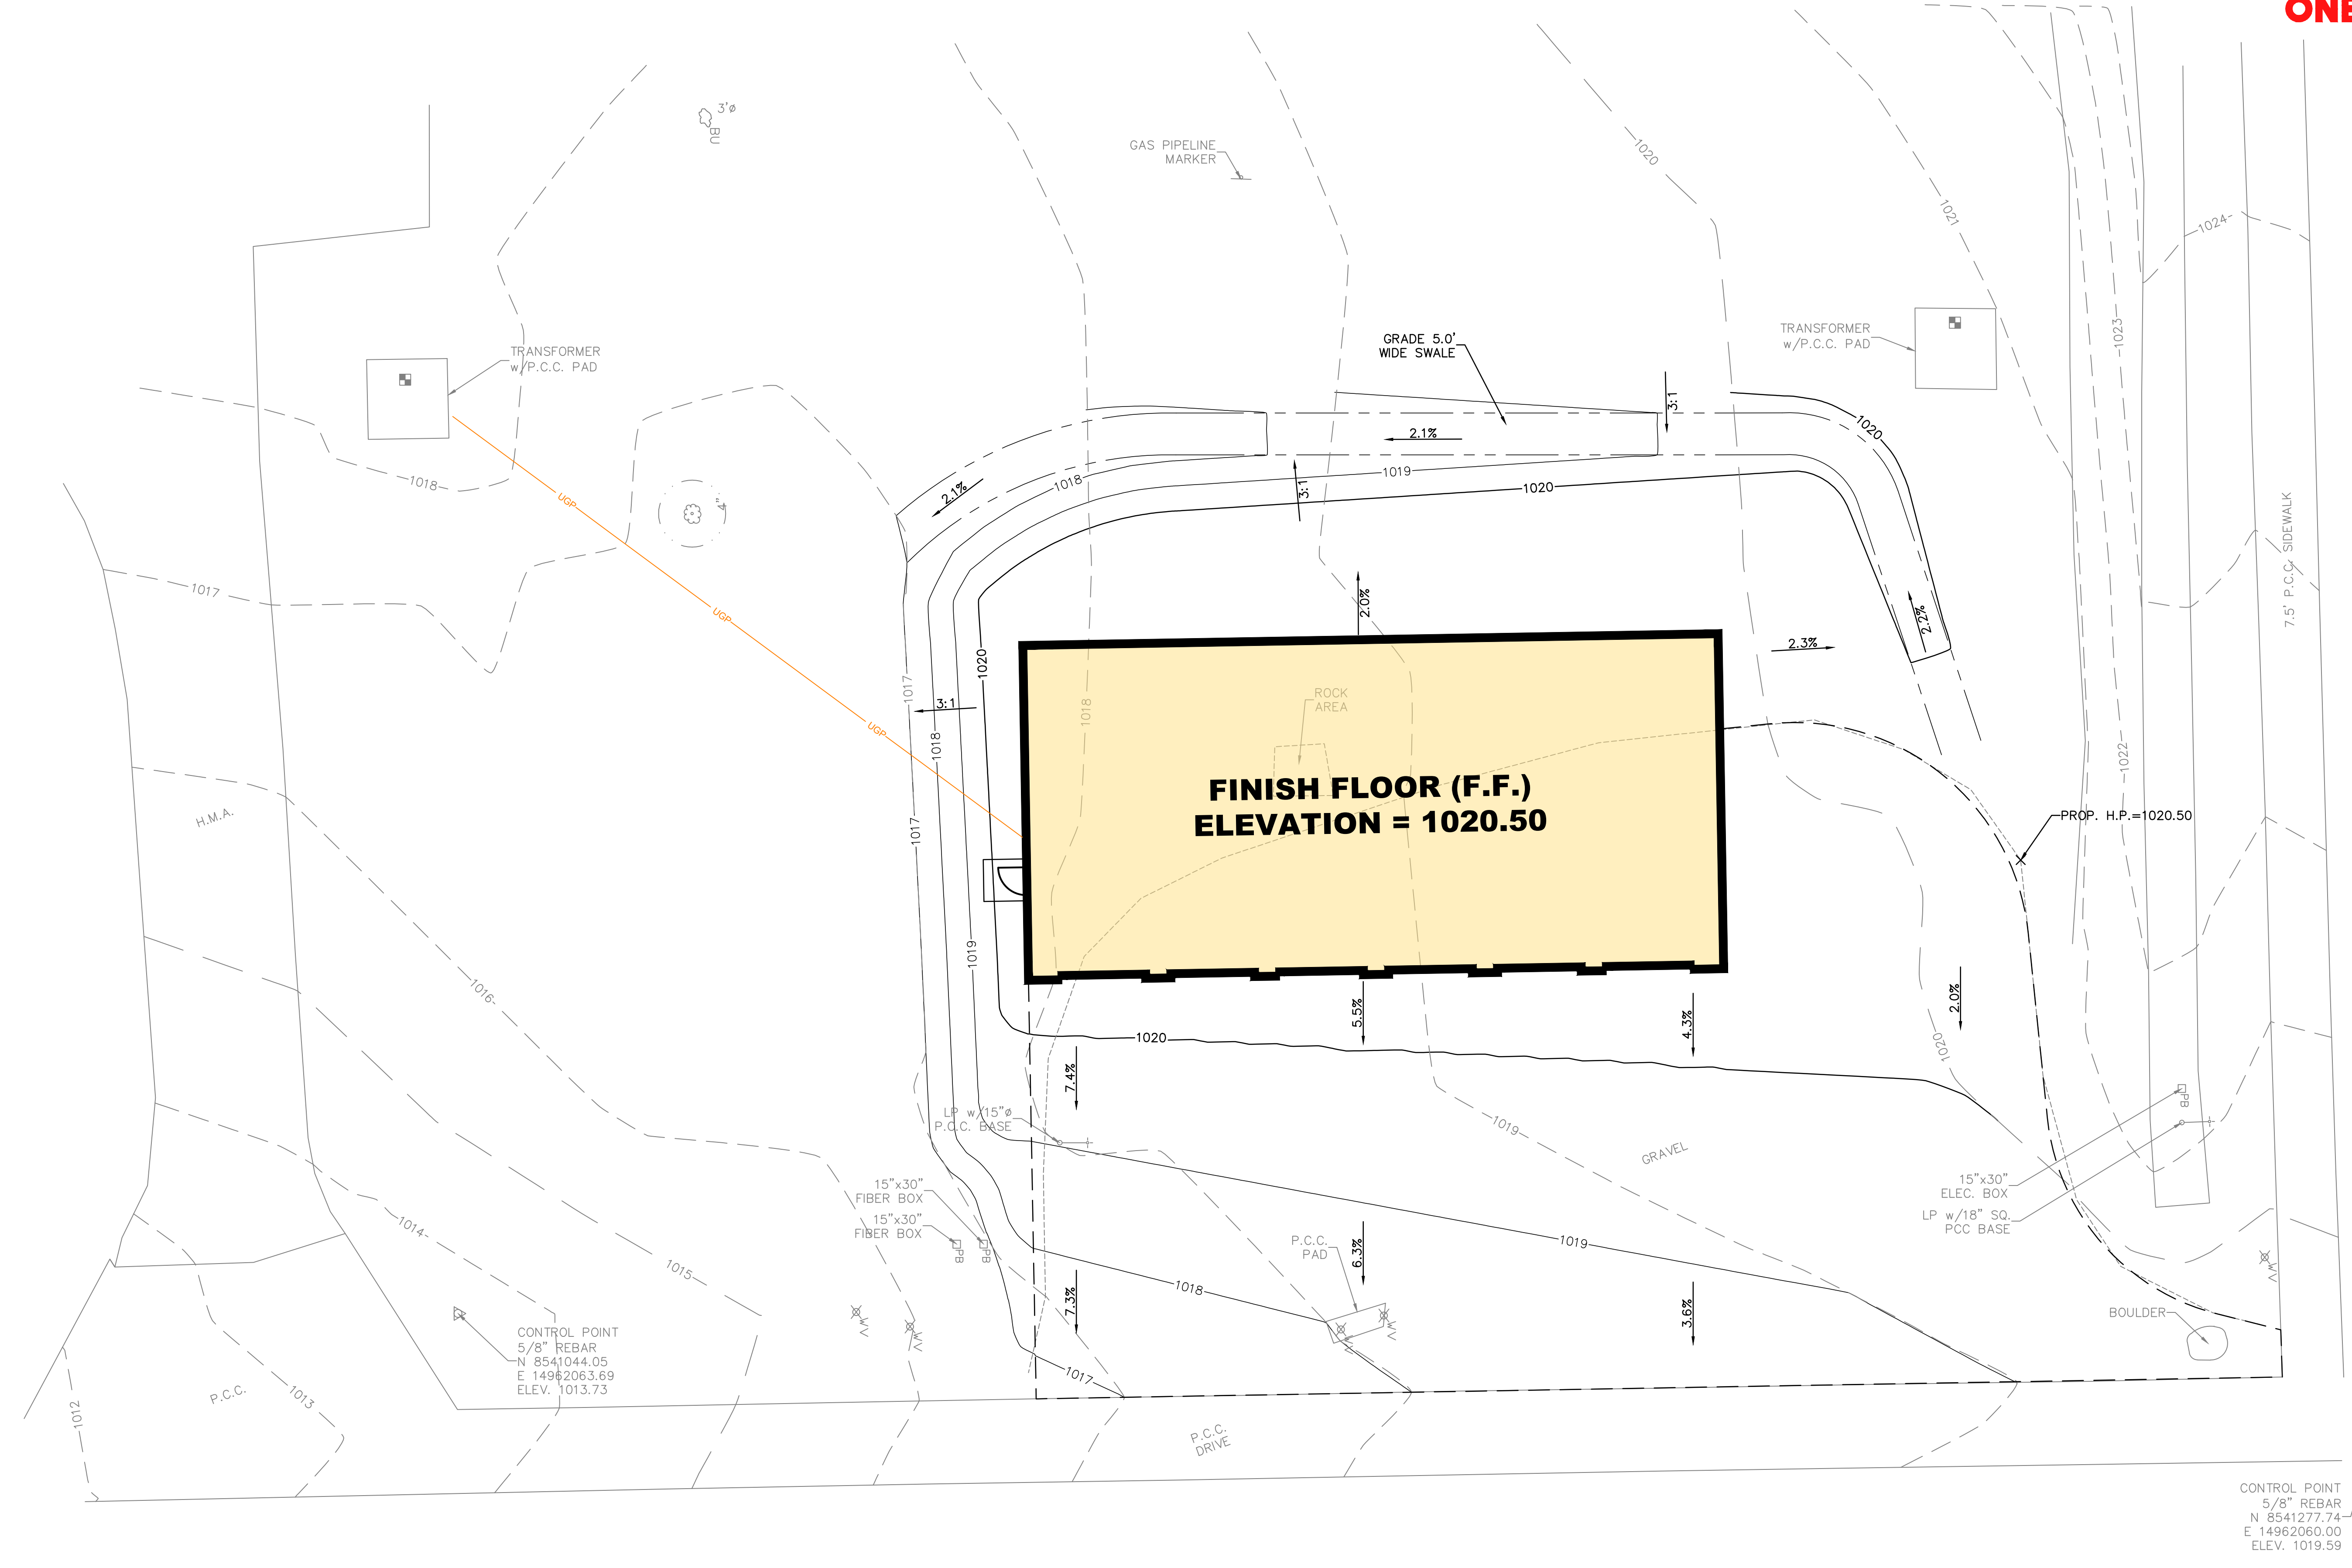 ONE
3'ø
BU
GAS PIPELINE
MARKER
1020
1021
1024
1023
TRANSFORMER
w/P.C.C. PAD
GRADE 5.0'
WIDE SWALE
TRANSFORMER
w/P.C.C. PAD
3:1
1020
2.1%
1018
1019
1018
2.1%
3:1
1020
UGP
4"
7.5' P.C.C. SIDEWALK
1017
2.0%
2.2%
UGP
2.3%
1020
1017
1018
ROCK
AREA
3:1
UGP
1018
1022
FINISH FLOOR (F.F.)
ELEVATION = 1020.50
PROP. H.P.=1020.50
H.M.A.
1017
1019
1016
5.5%
4.3%
2.0%
1020
1020
7.4%
LP w/15"ø
P.C.C. BASE
1019
GRAVEL
PB
15"x30"
FIBER BOX
15"x30"
FIBER BOX
PB
PB
15"x30"
ELEC. BOX
LP w/18" SQ.
PCC BASE
1014
1015
P.C.C.
PAD
6.3%
1019
1018
7.3%
3.6%
WV
WV
WV
WV
WV
BOULDER
CONTROL POINT
5/8" REBAR
N 8541044.05
E 14962063.69
ELEV. 1013.73
1017
1012
P.C.C.
1013
P.C.C.
DRIVE
CONTROL POINT
5/8" REBAR
N 8541277.74
E 14962060.00
ELEV. 1019.59